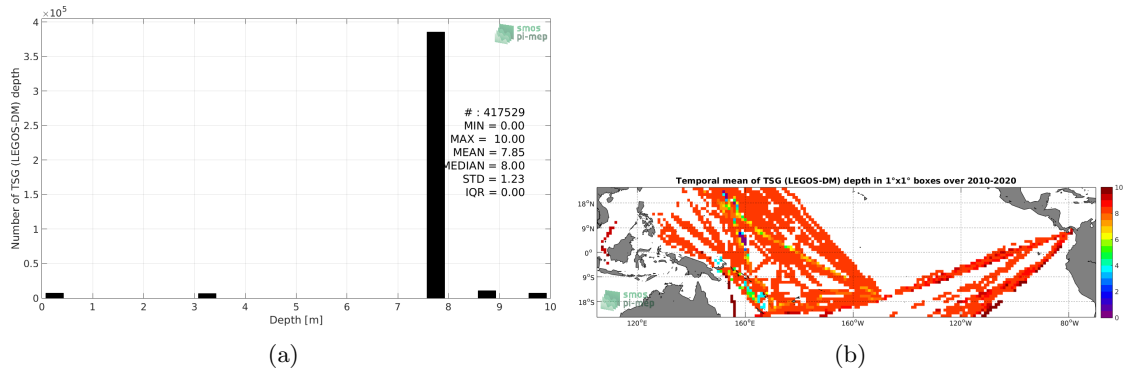 ×10⁵
4
3.5
3
2.5
2
1.5
1
0.5
0
Number of TSG (LEGOS-DM) depth
smos
pi-mep
# : 417529
MIN = 0.00
MAX = 10.00
MEAN = 7.85
MEDIAN = 8.00
STD = 1.23
IQR = 0.00
0 1 2 3 4 5 6 7 8 9 10
Depth [m]
(a)
Temporal mean of TSG (LEGOS-DM) depth in 1°x1° boxes over 2010-2020
18°N
9°N
0°
9°S
18°S
smos
pi-mep
120°E 160°E 160°W 120°W 80°W
10
8
6
4
2
0
(b)